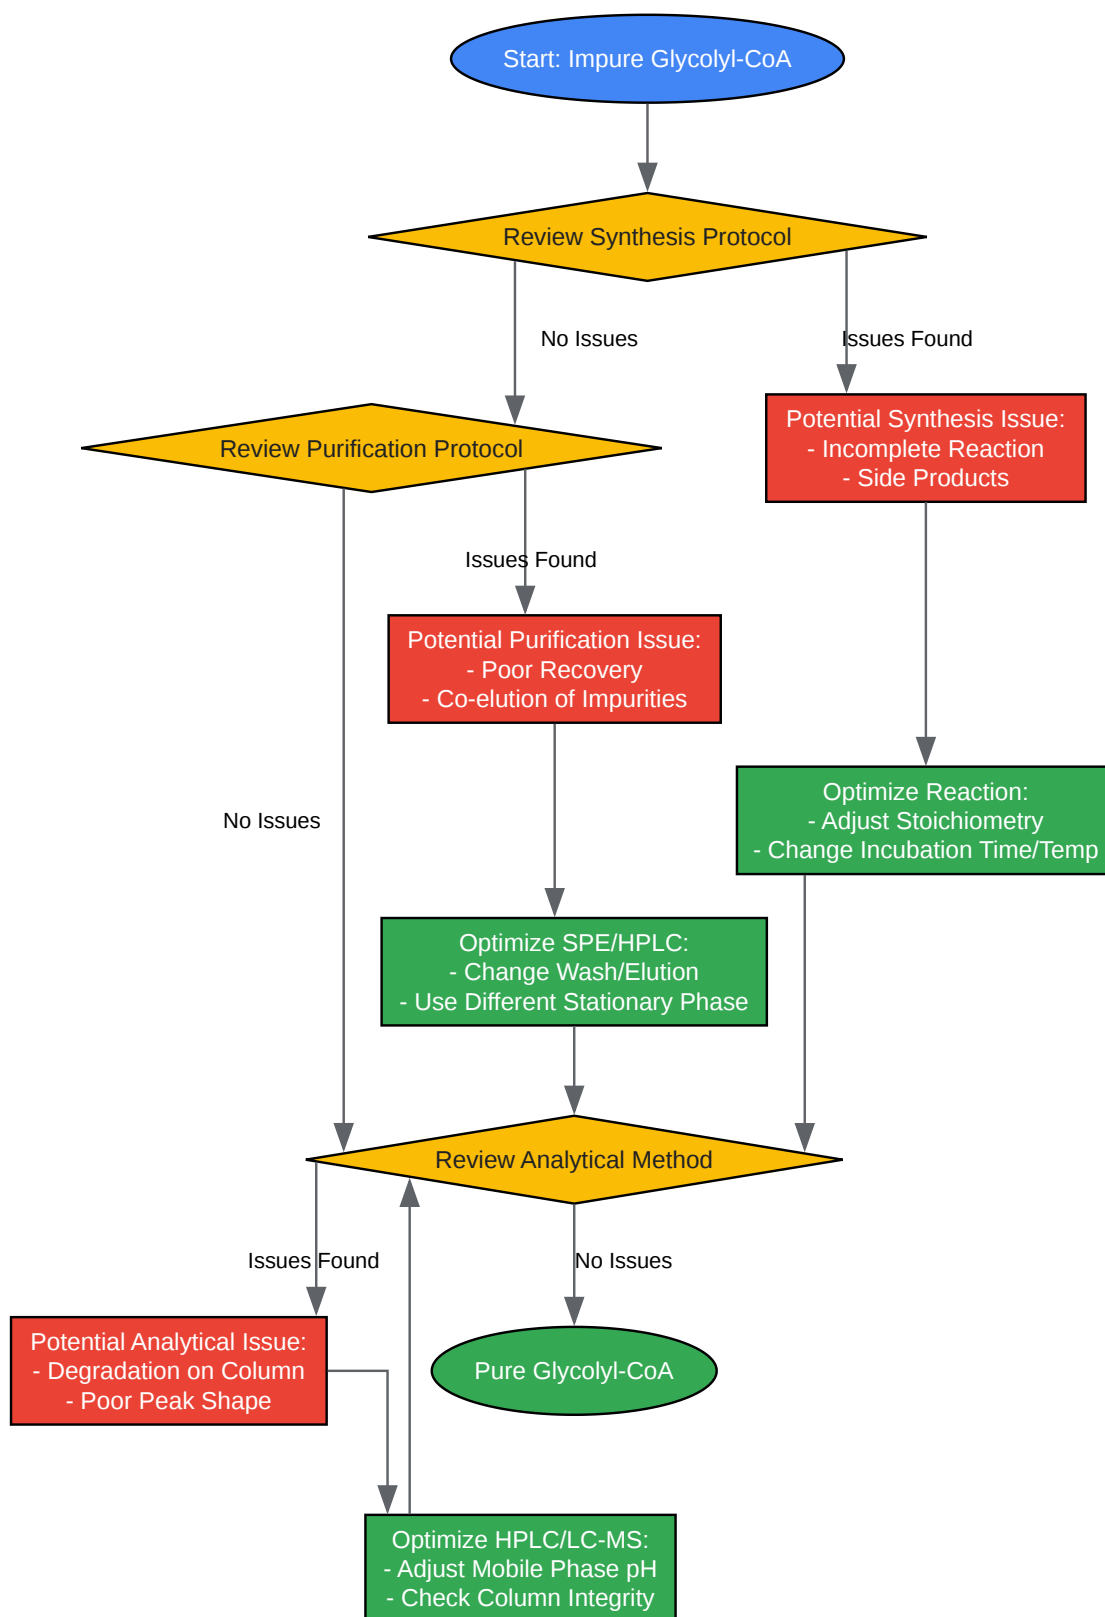 Start: Impure Glycolyl-CoA
Review Synthesis Protocol
No Issues
Issues Found
Potential Synthesis Issue:
- Incomplete Reaction
- Side Products
Review Purification Protocol
Issues Found
Potential Purification Issue:
- Poor Recovery
- Co-elution of Impurities
No Issues
Optimize Reaction:
- Adjust Stoichiometry
- Change Incubation Time/Temp
Optimize SPE/HPLC:
- Change Wash/Elution
- Use Different Stationary Phase
Review Analytical Method
Issues Found
No Issues
Potential Analytical Issue:
- Degradation on Column
- Poor Peak Shape
Pure Glycolyl-CoA
Optimize HPLC/LC-MS:
- Adjust Mobile Phase pH
- Check Column Integrity